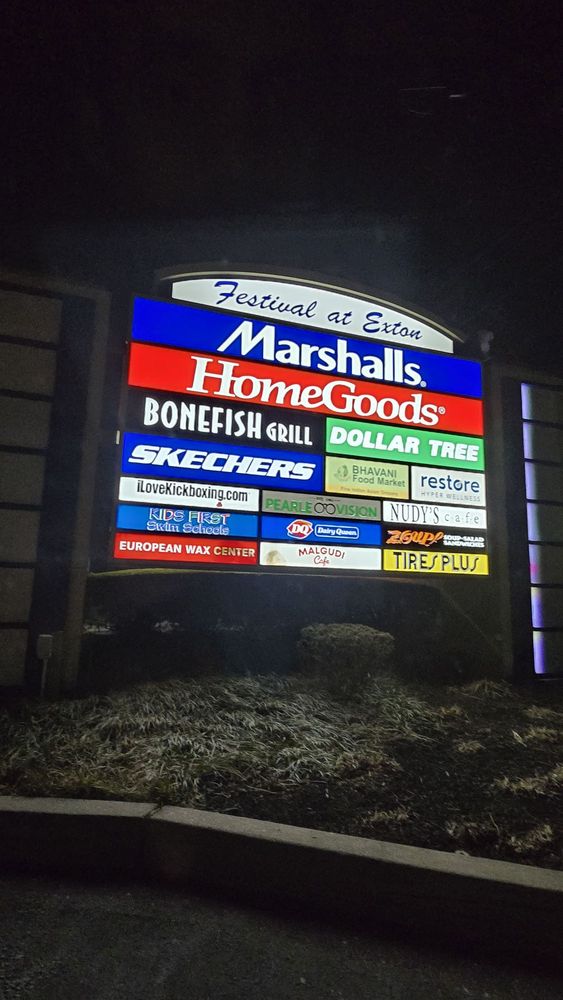 Festival at Exton
Marshalls.
HomeGoods®
BONEFISH GRILL
DOLLAR TREE
SKECHERS
BHAVANI
Food Market
restore
HYPER WELLNESS
iLoveKickboxing.com
PEARLE VISION
NUDY'S cafe
KIDS FIRST
Swim Schools
DQ Dairy Queen
ZOUP! SOUP-SALAD
SANDWICHES
EUROPEAN WAX CENTER
MALGUDI
Cafe
TIRES PLUS